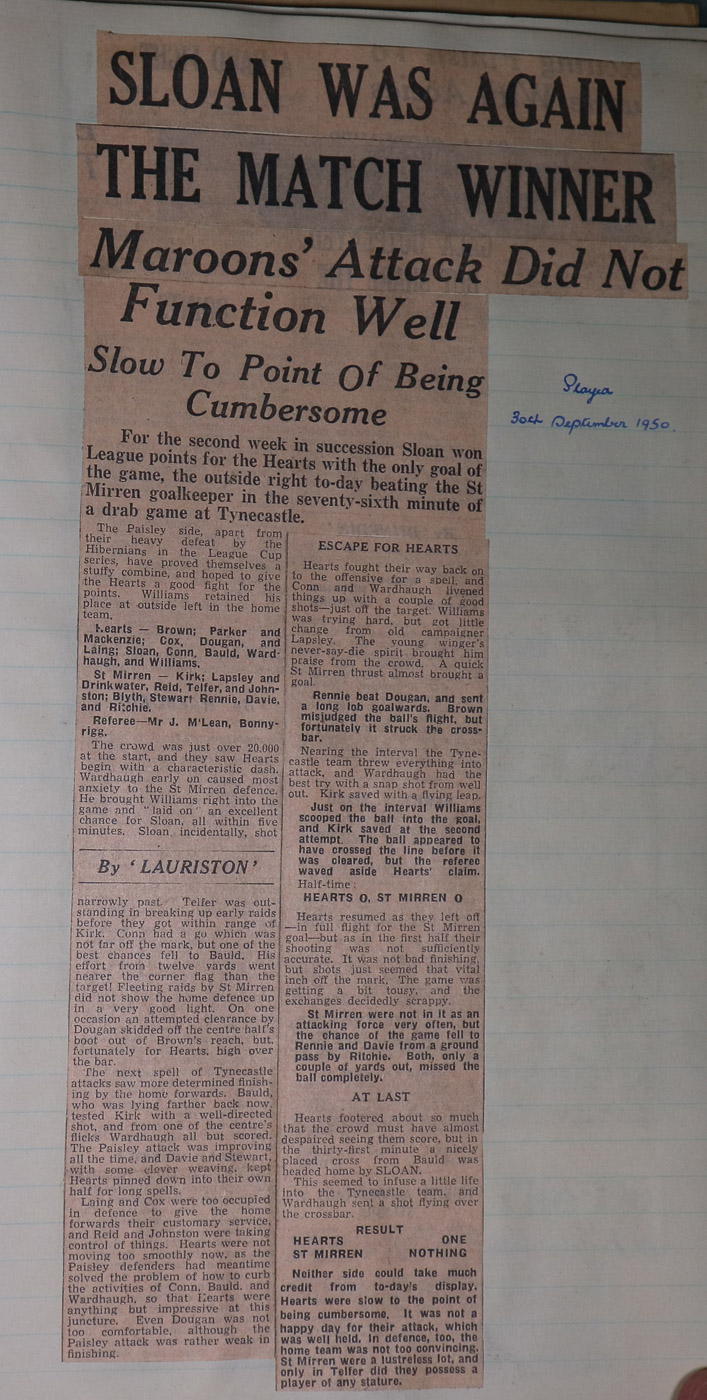 SLOAN WAS AGAIN
THE MATCH WINNER
Maroons' Attack Did Not
Function Well
Slow To Point Of Being
Cumbersome
For the second week in succession Sloan won
League points for the Hearts with the only goal of
the game, the outside right to-day beating the St
Mirren goalkeeper in the seventy-sixth minute of
a drab game at Tynecastle.
The Paisley side, apart from
their heavy defeat by the
Hibernians in the League Cup
series, have proved themselves a
stuffy combine, and hoped to give
the Hearts a good fight for the
points. Williams retained his
place at outside left in the home
team.
Hearts — Brown; Parker and
Mackenzie; Cox, Dougan, and
Laing; Sloan, Conn, Bauld, Ward-
haugh, and Williams.
St Mirren — Kirk; Lapsley and
Drinkwater, Reid, Telfer, and John-
ston; Blyth, Stewart Rennie, Davie,
and Ritchie.
Referee—Mr J. M'Lean, Bonny-
rigg.
The crowd was just over 20,000
at the start, and they saw Hearts
begin with a characteristic dash.
Wardhaugh early on caused most
anxiety to the St Mirren defence.
He brought Williams right into the
game and "laid on" an excellent
chance for Sloan, all within five
minutes. Sloan, incidentally, shot
By 'LAURISTON'
narrowly past. Telfer was out-
standing in breaking up early raids
before they got within range of
Kirk. Conn had a go which was
not far off the mark, but one of the
best chances fell to Bauld. His
effort from twelve yards went
nearer the corner flag than the
target! Fleeting raids by St Mirren
did not show the home defence up
in a very good light. On one
occasion an attempted clearance by
Dougan skidded off the centre half's
boot out of Brown's reach, but,
fortunately for Hearts, high over
the bar.
The next spell of Tynecastle
attacks saw more determined finish-
ing by the home forwards. Bauld,
who was lying farther back now,
tested Kirk with a well-directed
shot, and from one of the centre's
flicks Wardhaugh all but scored.
The Paisley attack was improving
all the time, and Davie and Stewart,
with some clever weaving, kept
Hearts pinned down into their own
half for long spells.
Laing and Cox were too occupied
in defence to give the home
forwards their customary service,
and Reid and Johnston were taking
control of things. Hearts were not
moving too smoothly now, as the
Paisley defenders had meantime
solved the problem of how to curb
the activities of Conn, Bauld, and
Wardhaugh, so that Hearts were
anything but impressive at this
juncture. Even Dougan was not
too comfortable, although the
Paisley attack was rather weak in
finishing.
ESCAPE FOR HEARTS
Hearts fought their way back on
to the offensive for a spell, and
Conn and Wardhaugh livened
things up with a couple of good
shots—just off the target. Williams
was trying hard, but got little
change from old campaigner
Lapsley. The young winger's
never-say-die spirit brought him
praise from the crowd. A quick
St Mirren thrust almost brought a
goal.
Rennie beat Dougan, and sent
a long lob goalwards. Brown
misjudged the ball's flight, but
fortunately it struck the cross-
bar.
Nearing the interval the Tyne-
castle team threw everything into
attack, and Wardhaugh had the
best try with a snap shot from well
out. Kirk saved with a flying leap.
Just on the interval Williams
scooped the ball into the goal,
and Kirk saved at the second
attempt. The ball appeared to
have crossed the line before it
was cleared, but the referee
waved aside Hearts' claim.
Half-time:
HEARTS 0, ST MIRREN 0
Hearts resumed as they left off
—in full flight for the St Mirren
goal—but as in the first half their
shooting was not sufficiently
accurate. It was not bad finishing,
but shots just seemed that vital
inch off the mark. The game was
getting a bit tousy, and the
exchanges decidedly scrappy.
St Mirren were not in it as an
attacking force very often, but
the chance of the game fell to
Rennie and Davie from a ground
pass by Ritchie. Both, only a
couple of yards out, missed the
ball completely.
AT LAST
Hearts footered about so much
that the crowd must have almost
despaired seeing them score, but in
the thirty-first minute a nicely
placed cross from Bauld was
headed home by SLOAN.
This seemed to infuse a little life
into the Tynecastle team, and
Wardhaugh sent a shot flying over
the crossbar.
RESULT
HEARTS ONE
ST MIRREN NOTHING
Neither side could take much
credit from to-day's display.
Hearts were slow to the point of
being cumbersome. It was not a
happy day for their attack, which
was well held. In defence, too, the
home team was not too convincing.
St Mirren were a lustreless lot, and
only in Telfer did they possess a
player of any stature.
Played
30th September 1950.